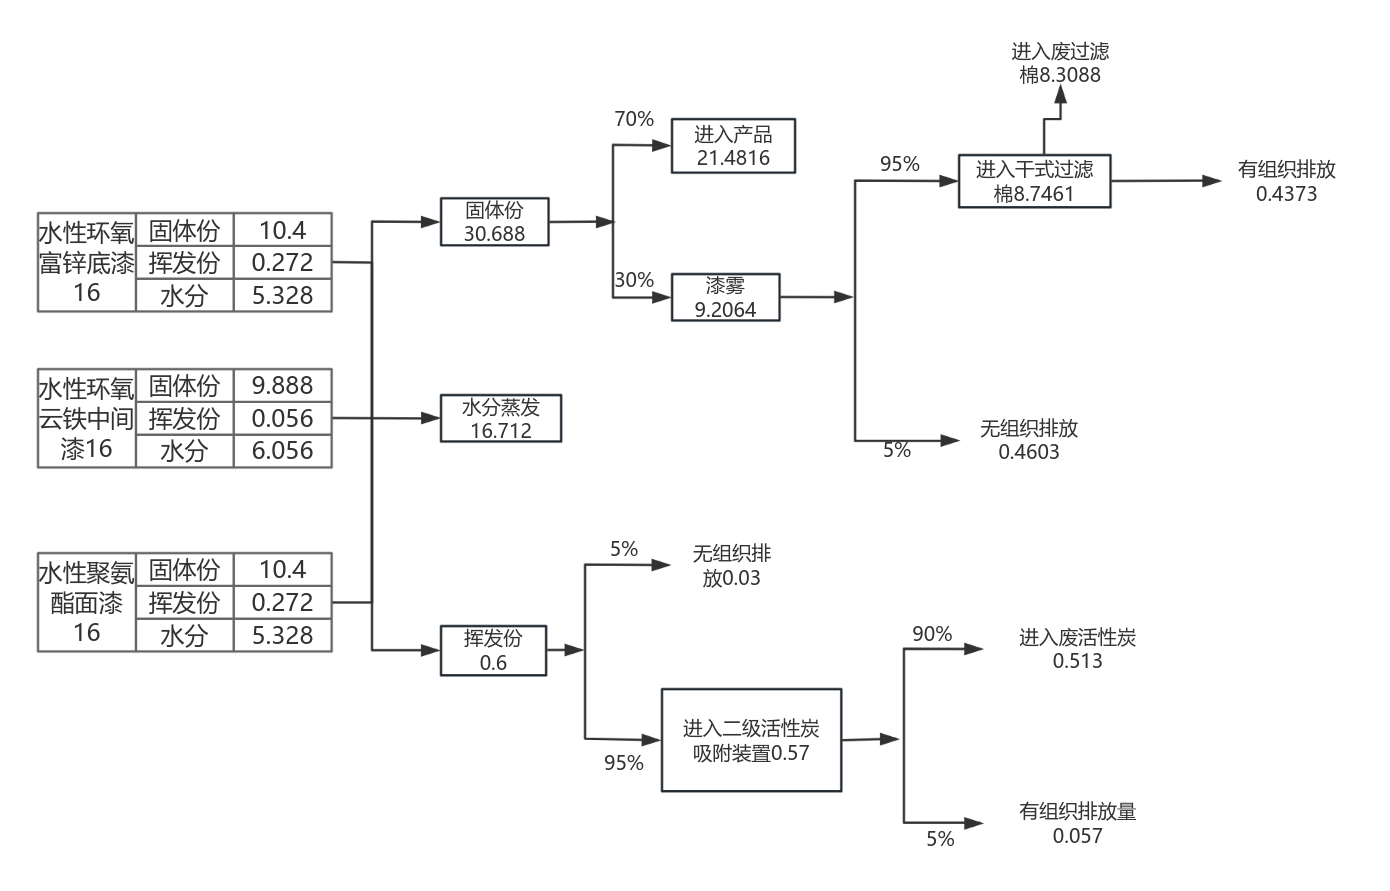 进入废过滤
棉8.3088
70%
进入产品
21.4816
95%
进入干式过滤
棉8.7461
有组织排放
0.4373
固体份
30.688
水性环氧
富锌底漆
16
固体份
10.4
挥发份
0.272
水分
5.328
30%
漆雾
9.2064
水性环氧
云铁中间
漆16
固体份
9.888
挥发份
0.056
水分
6.056
水分蒸发
16.712
5%
无组织排放
0.4603
水性聚氨
酯面漆
16
固体份
10.4
挥发份
0.272
水分
5.328
5%
无组织排
放0.03
挥发份
0.6
95%
进入二级活性炭
吸附装置0.57
90%
进入废活性炭
0.513
5%
有组织排放量
0.057